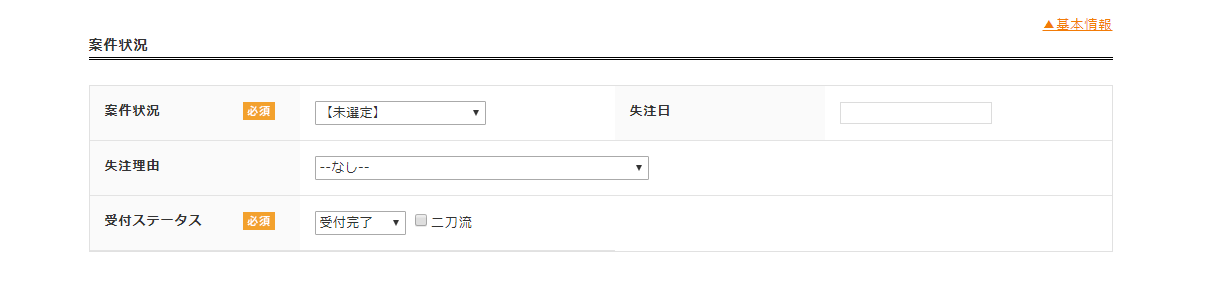 ▲基本情報
案件状況
案件状況 必須 【未選定】 失注日
失注理由 --なし--
受付ステータス 必須 受付完了 二刀流